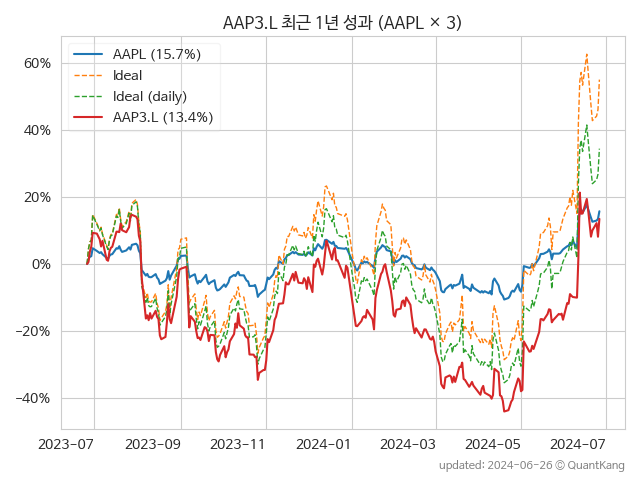 AAP3.L 최근 1년 성과 (AAPL × 3)
AAPL (15.7%)
Ideal
Ideal (daily)
AAP3.L (13.4%)
60%
40%
20%
0%
−20%
−40%
2023-07 2023-09 2023-11 2024-01 2024-03 2024-05 2024-07
updated: 2024-06-26 © QuantKang